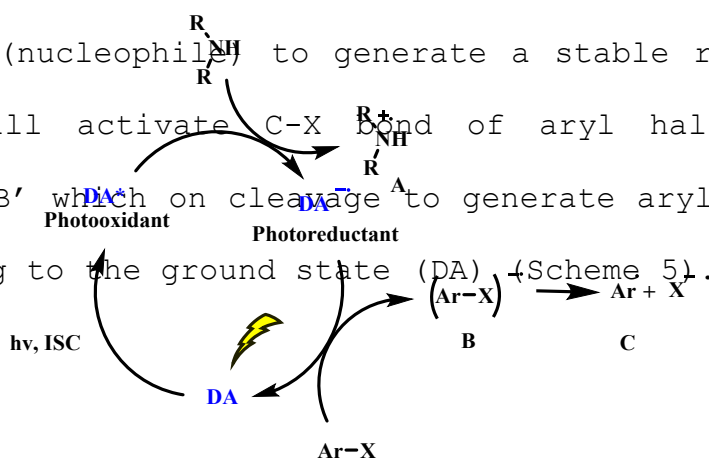 R
(nucleophile) to generate a stable r
NH
R
ll activate C-X bond of aryl hal
R +.
NH
R
A
B' which on cleavage to generate aryl
DA*
DA -.
Photooxidant
Photoreductant
g to the ground state (DA) (Scheme 5).
(Ar-X) -.
Ar. + X-
hv, ISC
B
C
DA
Ar-X